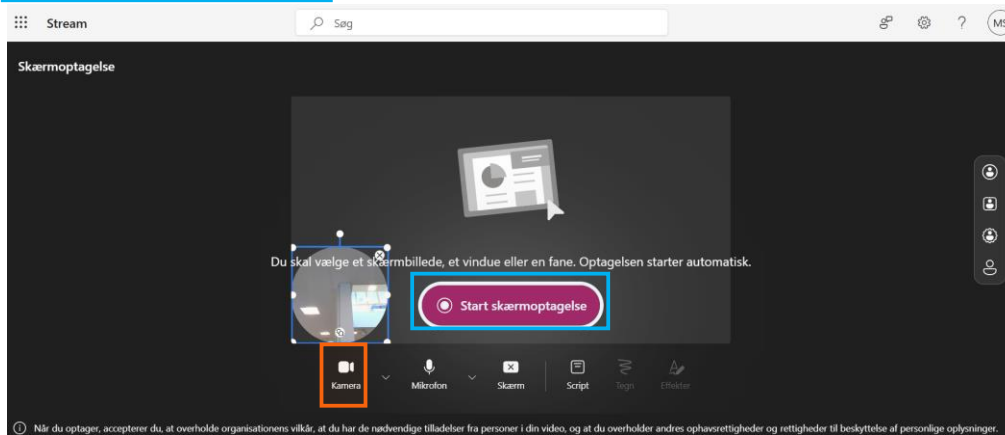 Stream
Søg
MS
Skærmoptagelse
Du skal vælge et skærmbillede, et vindue eller en fane. Optagelsen starter automatisk.
Start skærmoptagelse
Kamera
Mikrofon
Skærm
Script
Tegn
Effekter
Når du optager, accepterer du, at overholde organisationens vilkår, at du har de nødvendige tilladelser fra personer i din video, og at du overholder andres ophavsrettigheder og rettigheder til beskyttelse af personlige oplysninger.